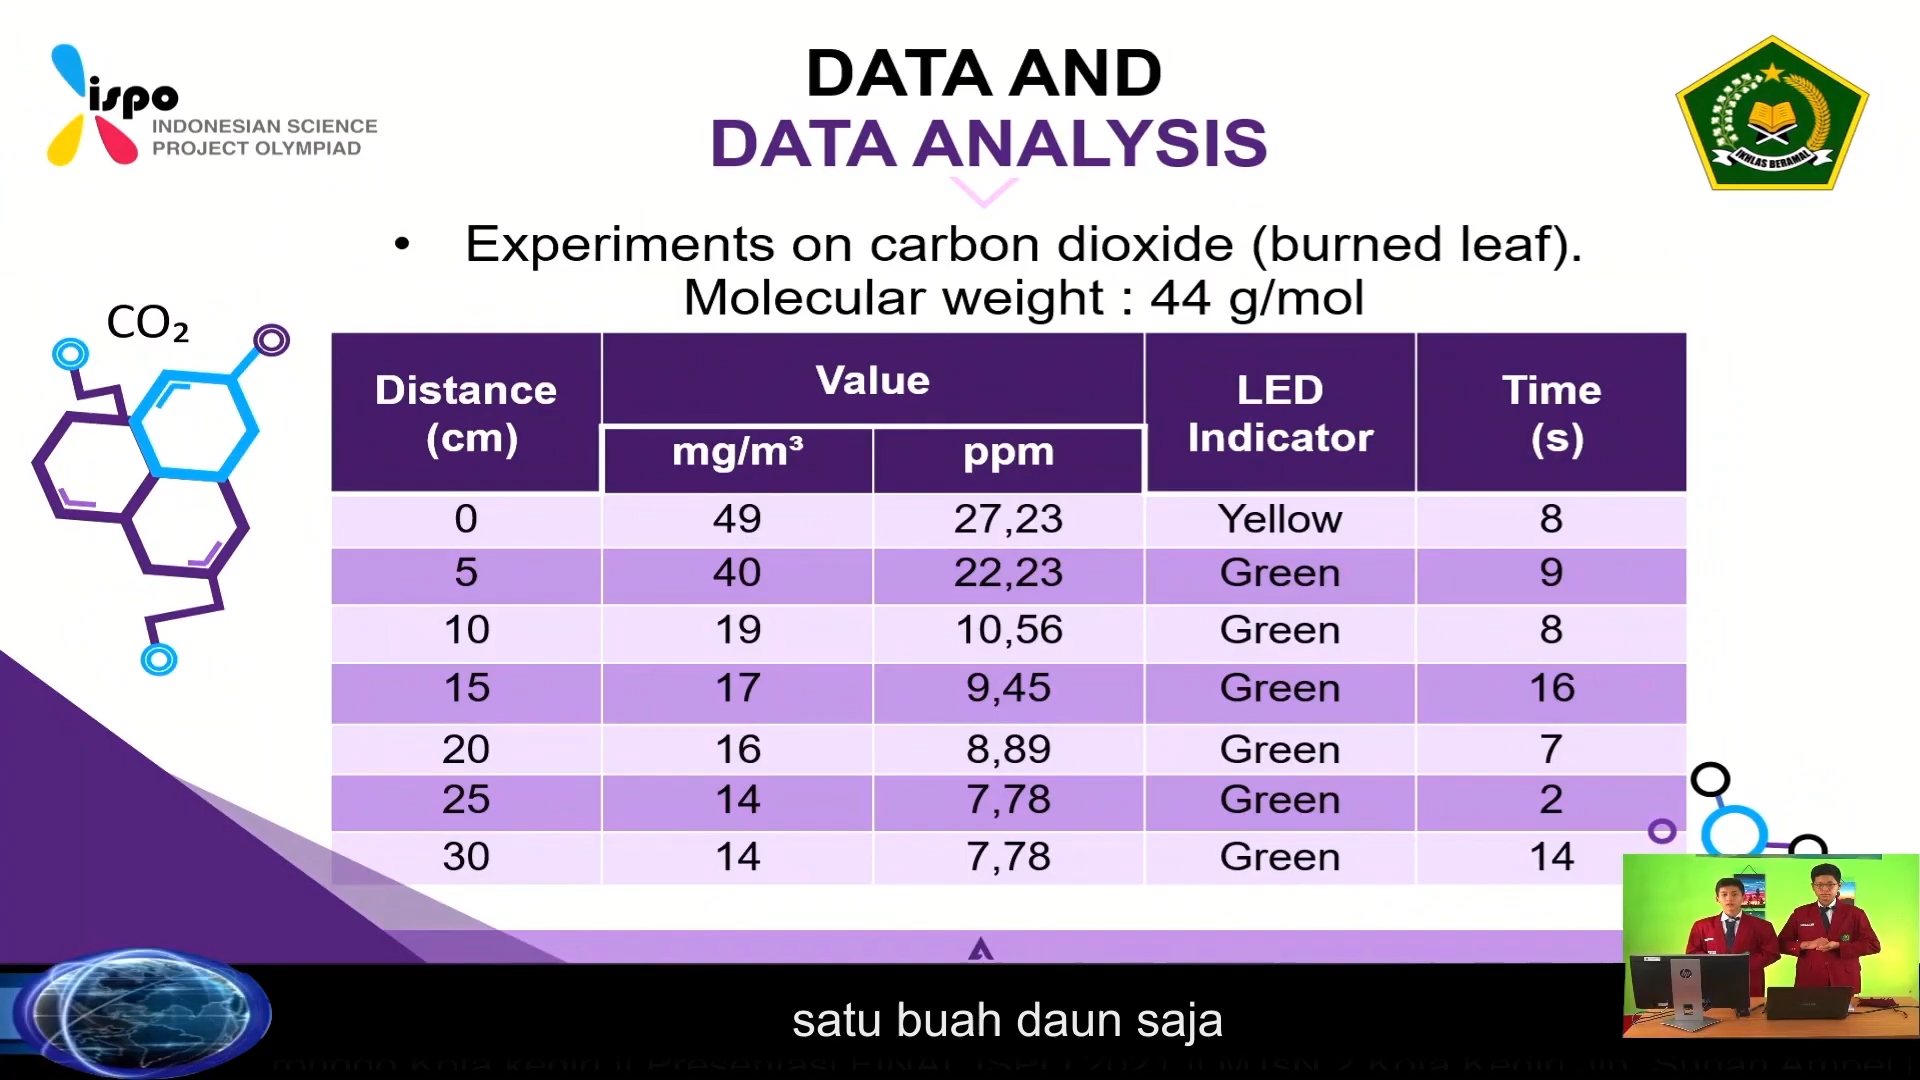 ispo
INDONESIAN SCIENCE
PROJECT OLYMPIAD
DATA AND
DATA ANALYSIS
IKHLAS BERAMAL
• Experiments on carbon dioxide (burned leaf).
Molecular weight : 44 g/mol
CO₂
Distance (cm) Value LED Indicator Time (s)
mg/m³ ppm
0 49 27,23 Yellow 8
5 40 22,23 Green 9
10 19 10,56 Green 8
15 17 9,45 Green 16
20 16 8,89 Green 7
25 14 7,78 Green 2
30 14 7,78 Green 14
satu buah daun saja